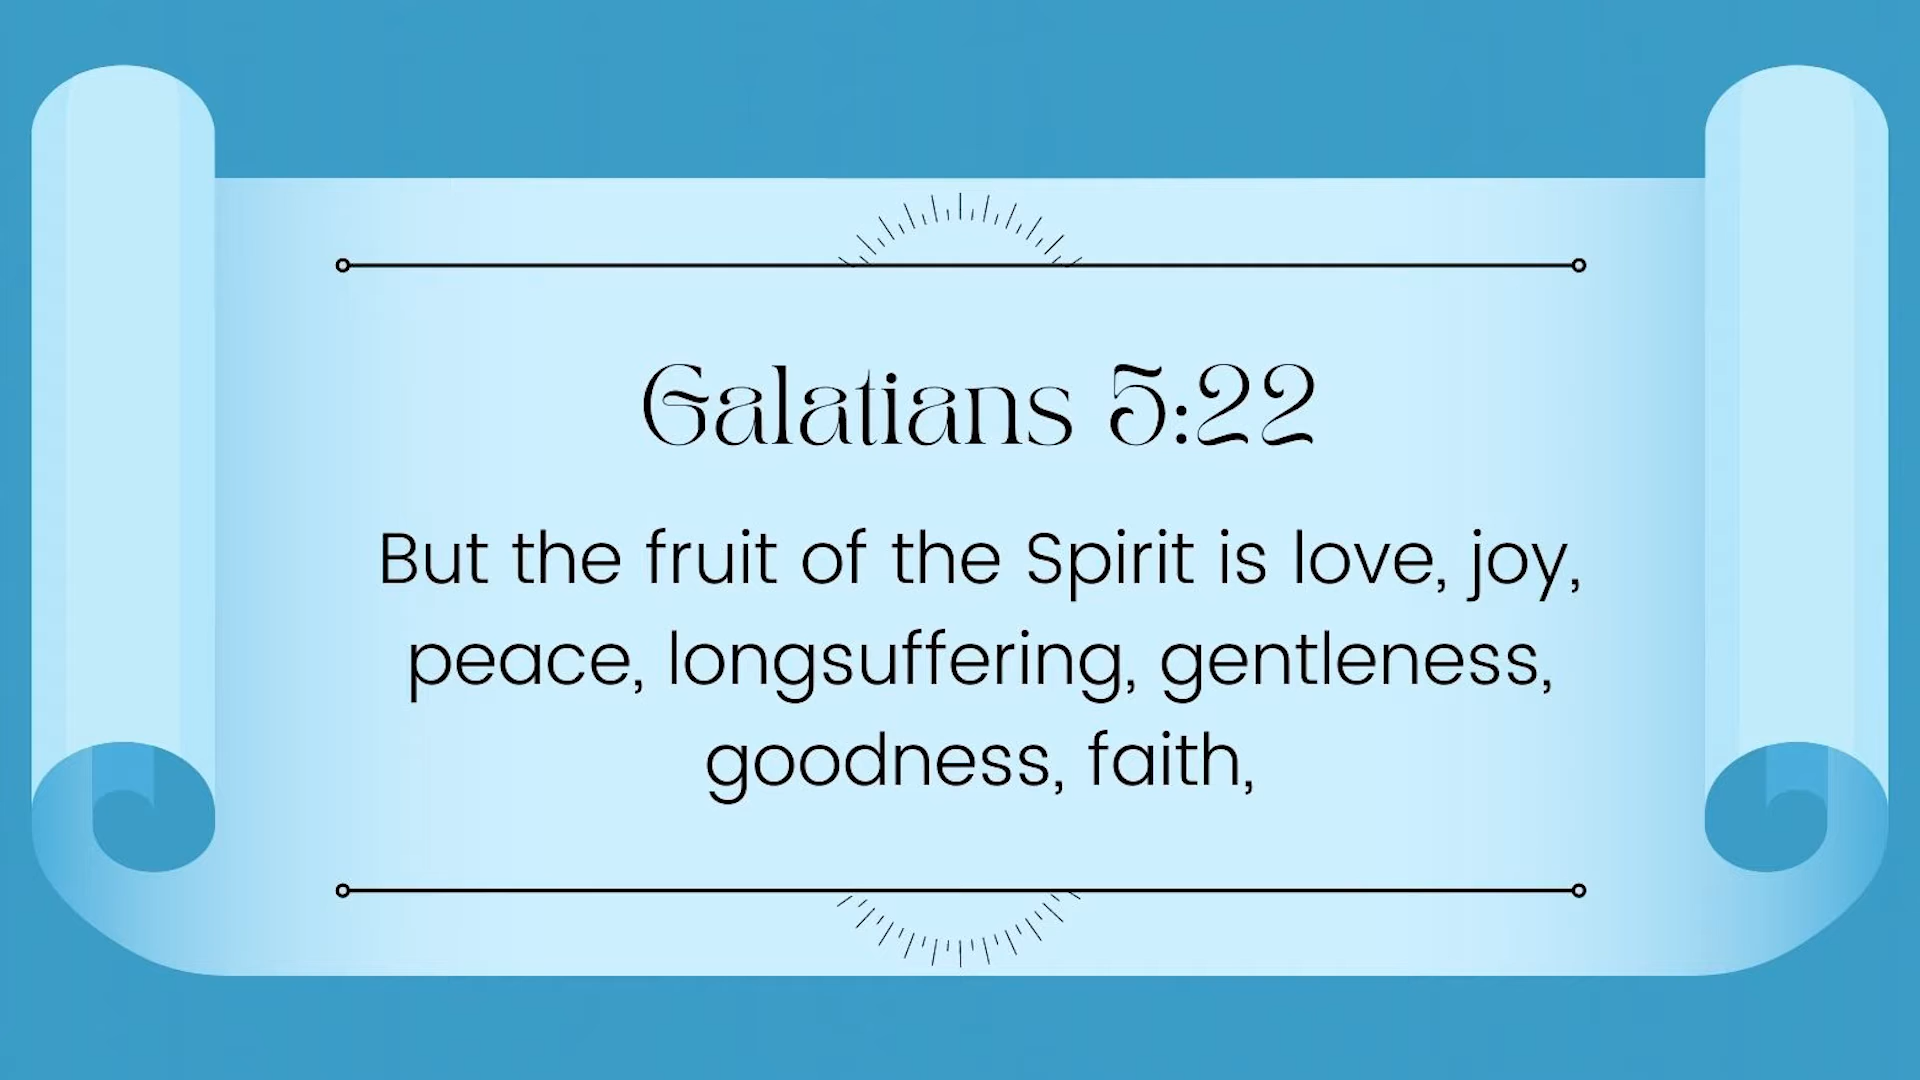 Galatians 5:22
But the fruit of the Spirit is love, joy,
peace, longsuffering, gentleness,
goodness, faith,